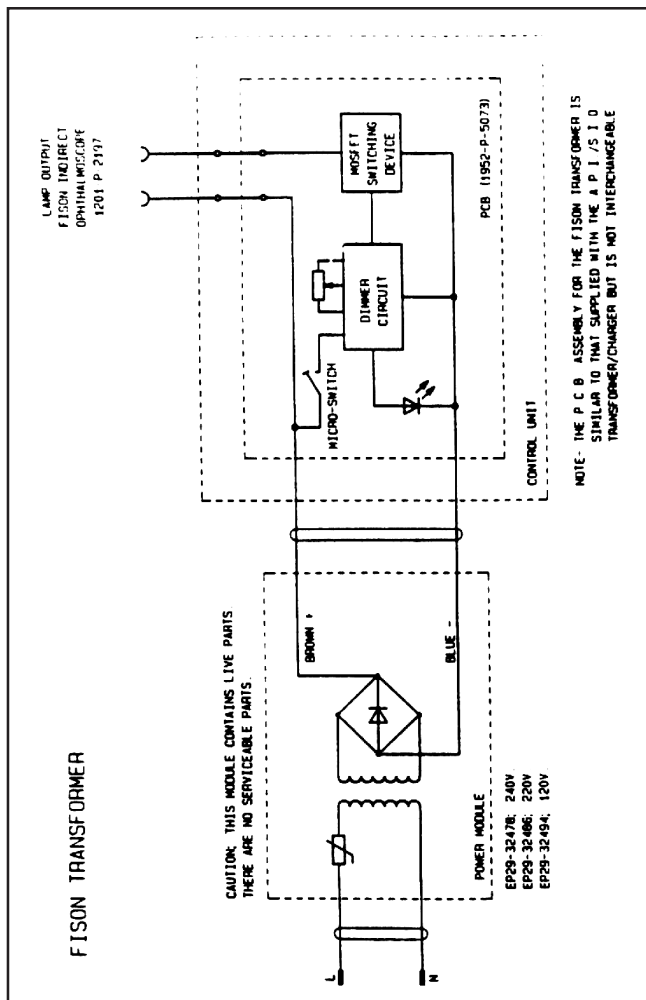 FISON TRANSFORMER
CAUTION; THIS MODULE CONTAINS LIVE PARTS
THERE ARE NO SERVICEABLE PARTS.
L
N
BROWN +
BLUE -
POWER MODULE
EP29-32478; 240V
EP29-32486; 220V
EP29-32494; 120V
LAMP OUTPUT
FISON INDIRECT
OPHTHALMOSCOPE
1201 P 2197
MICRO-SWITCH
DIMMER
CIRCUIT
MOSFET
SWITCHING
DEVICE
PCB (1952-P-5073)
CONTROL UNIT
NOTE- THE P C B ASSEMBLY FOR THE FISON TRANSFORMER IS
SIMILAR TO THAT SUPPLIED WITH THE A P I / S I O
TRANSFORMER/CHARGER BUT IS NOT INTERCHANGEABLE